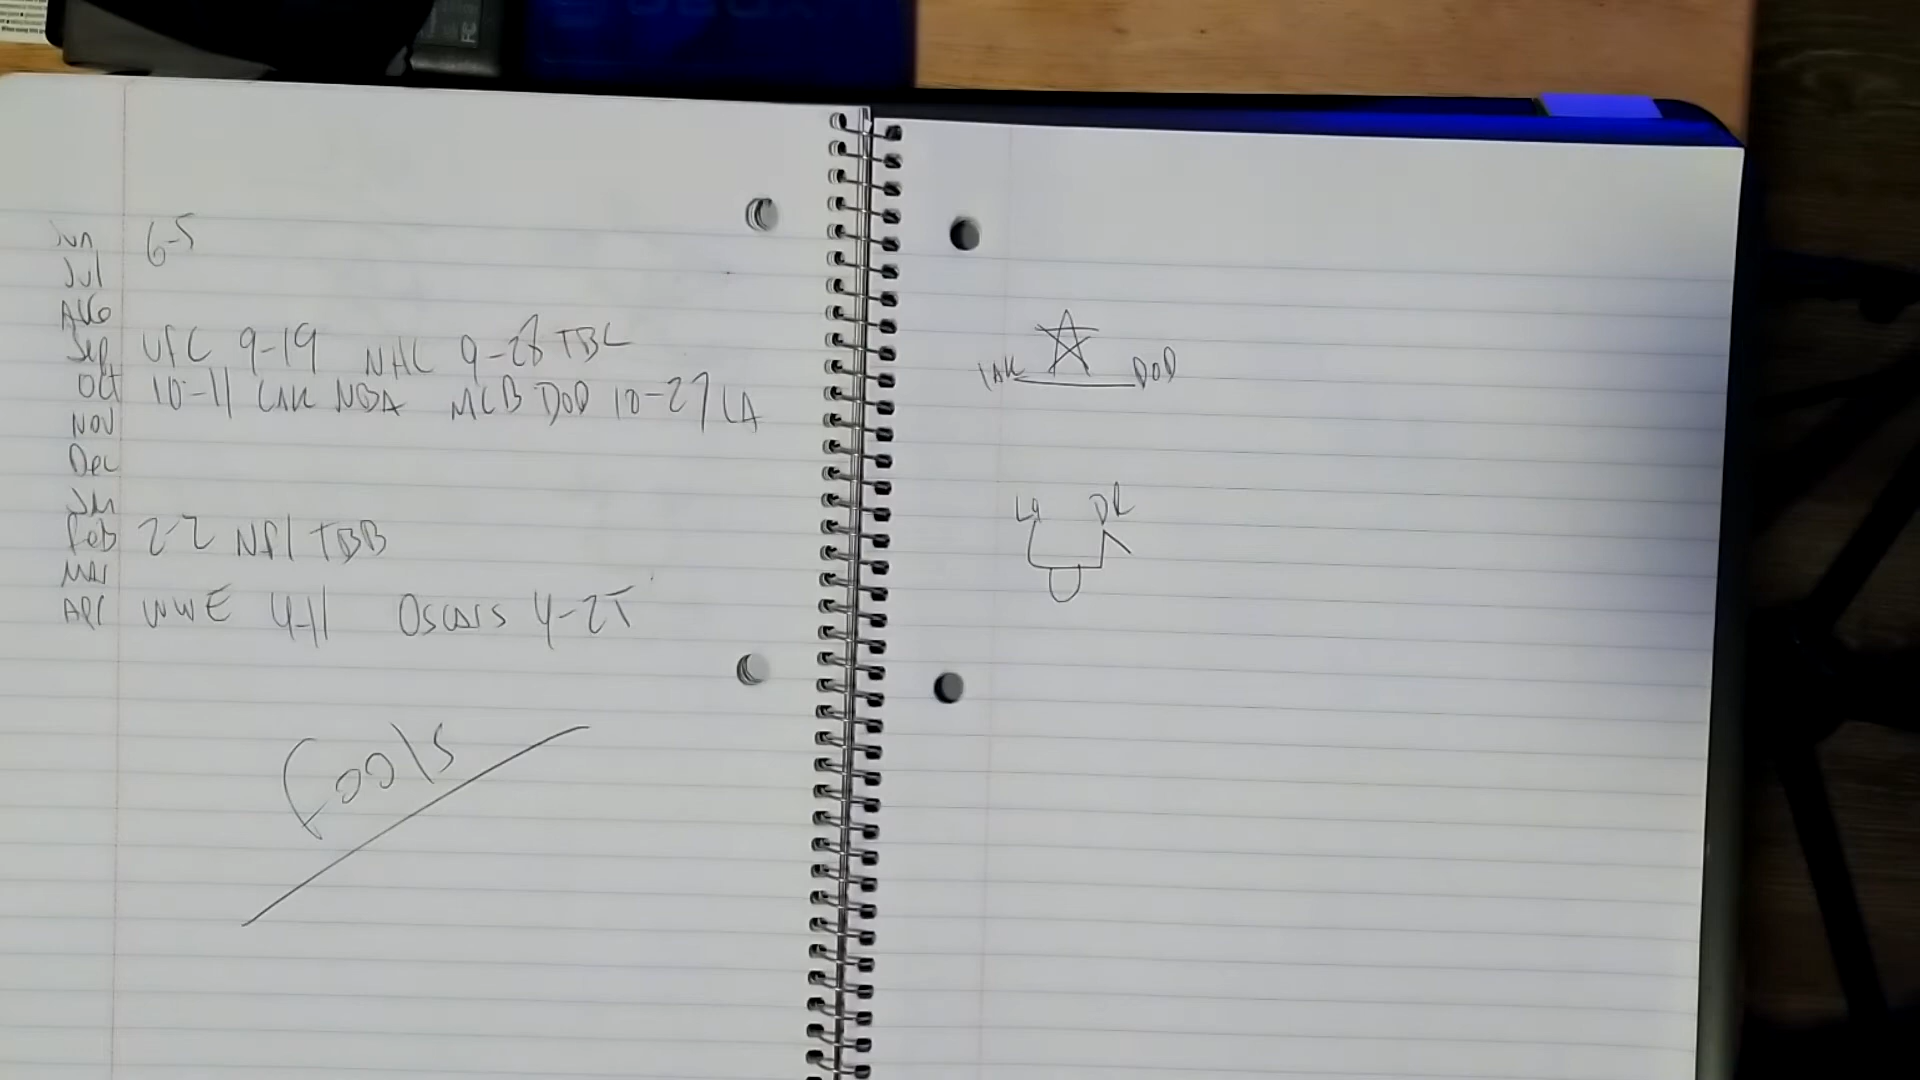 Jun 6-5
Jul
AUG
Sep UFC 9-19 NHL 9-28 TBL
Oct 10-11 LAK NBA MLB DOD 10-27 LA
NOV
Dec
Jan
Feb 2-2 NFL TBB
Mar
APR WWE 4-11 Oscars 4-25
Fools
LAK DOD
LA